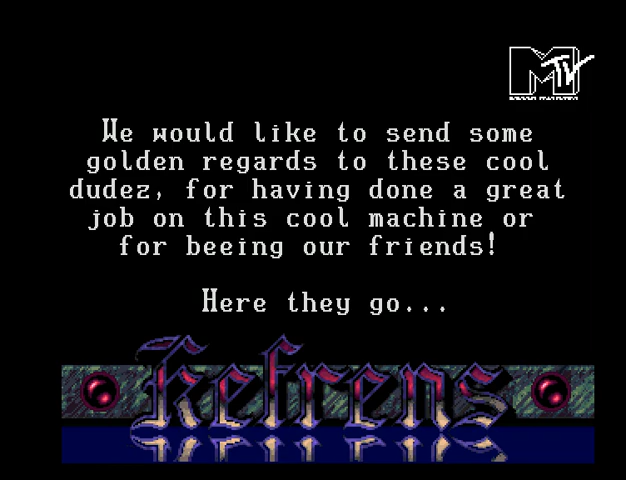 MTV
We would like to send some
golden regards to these cool
dudez, for having done a great
job on this cool machine or
for beeing our friends!
Here they go...
Kefrens